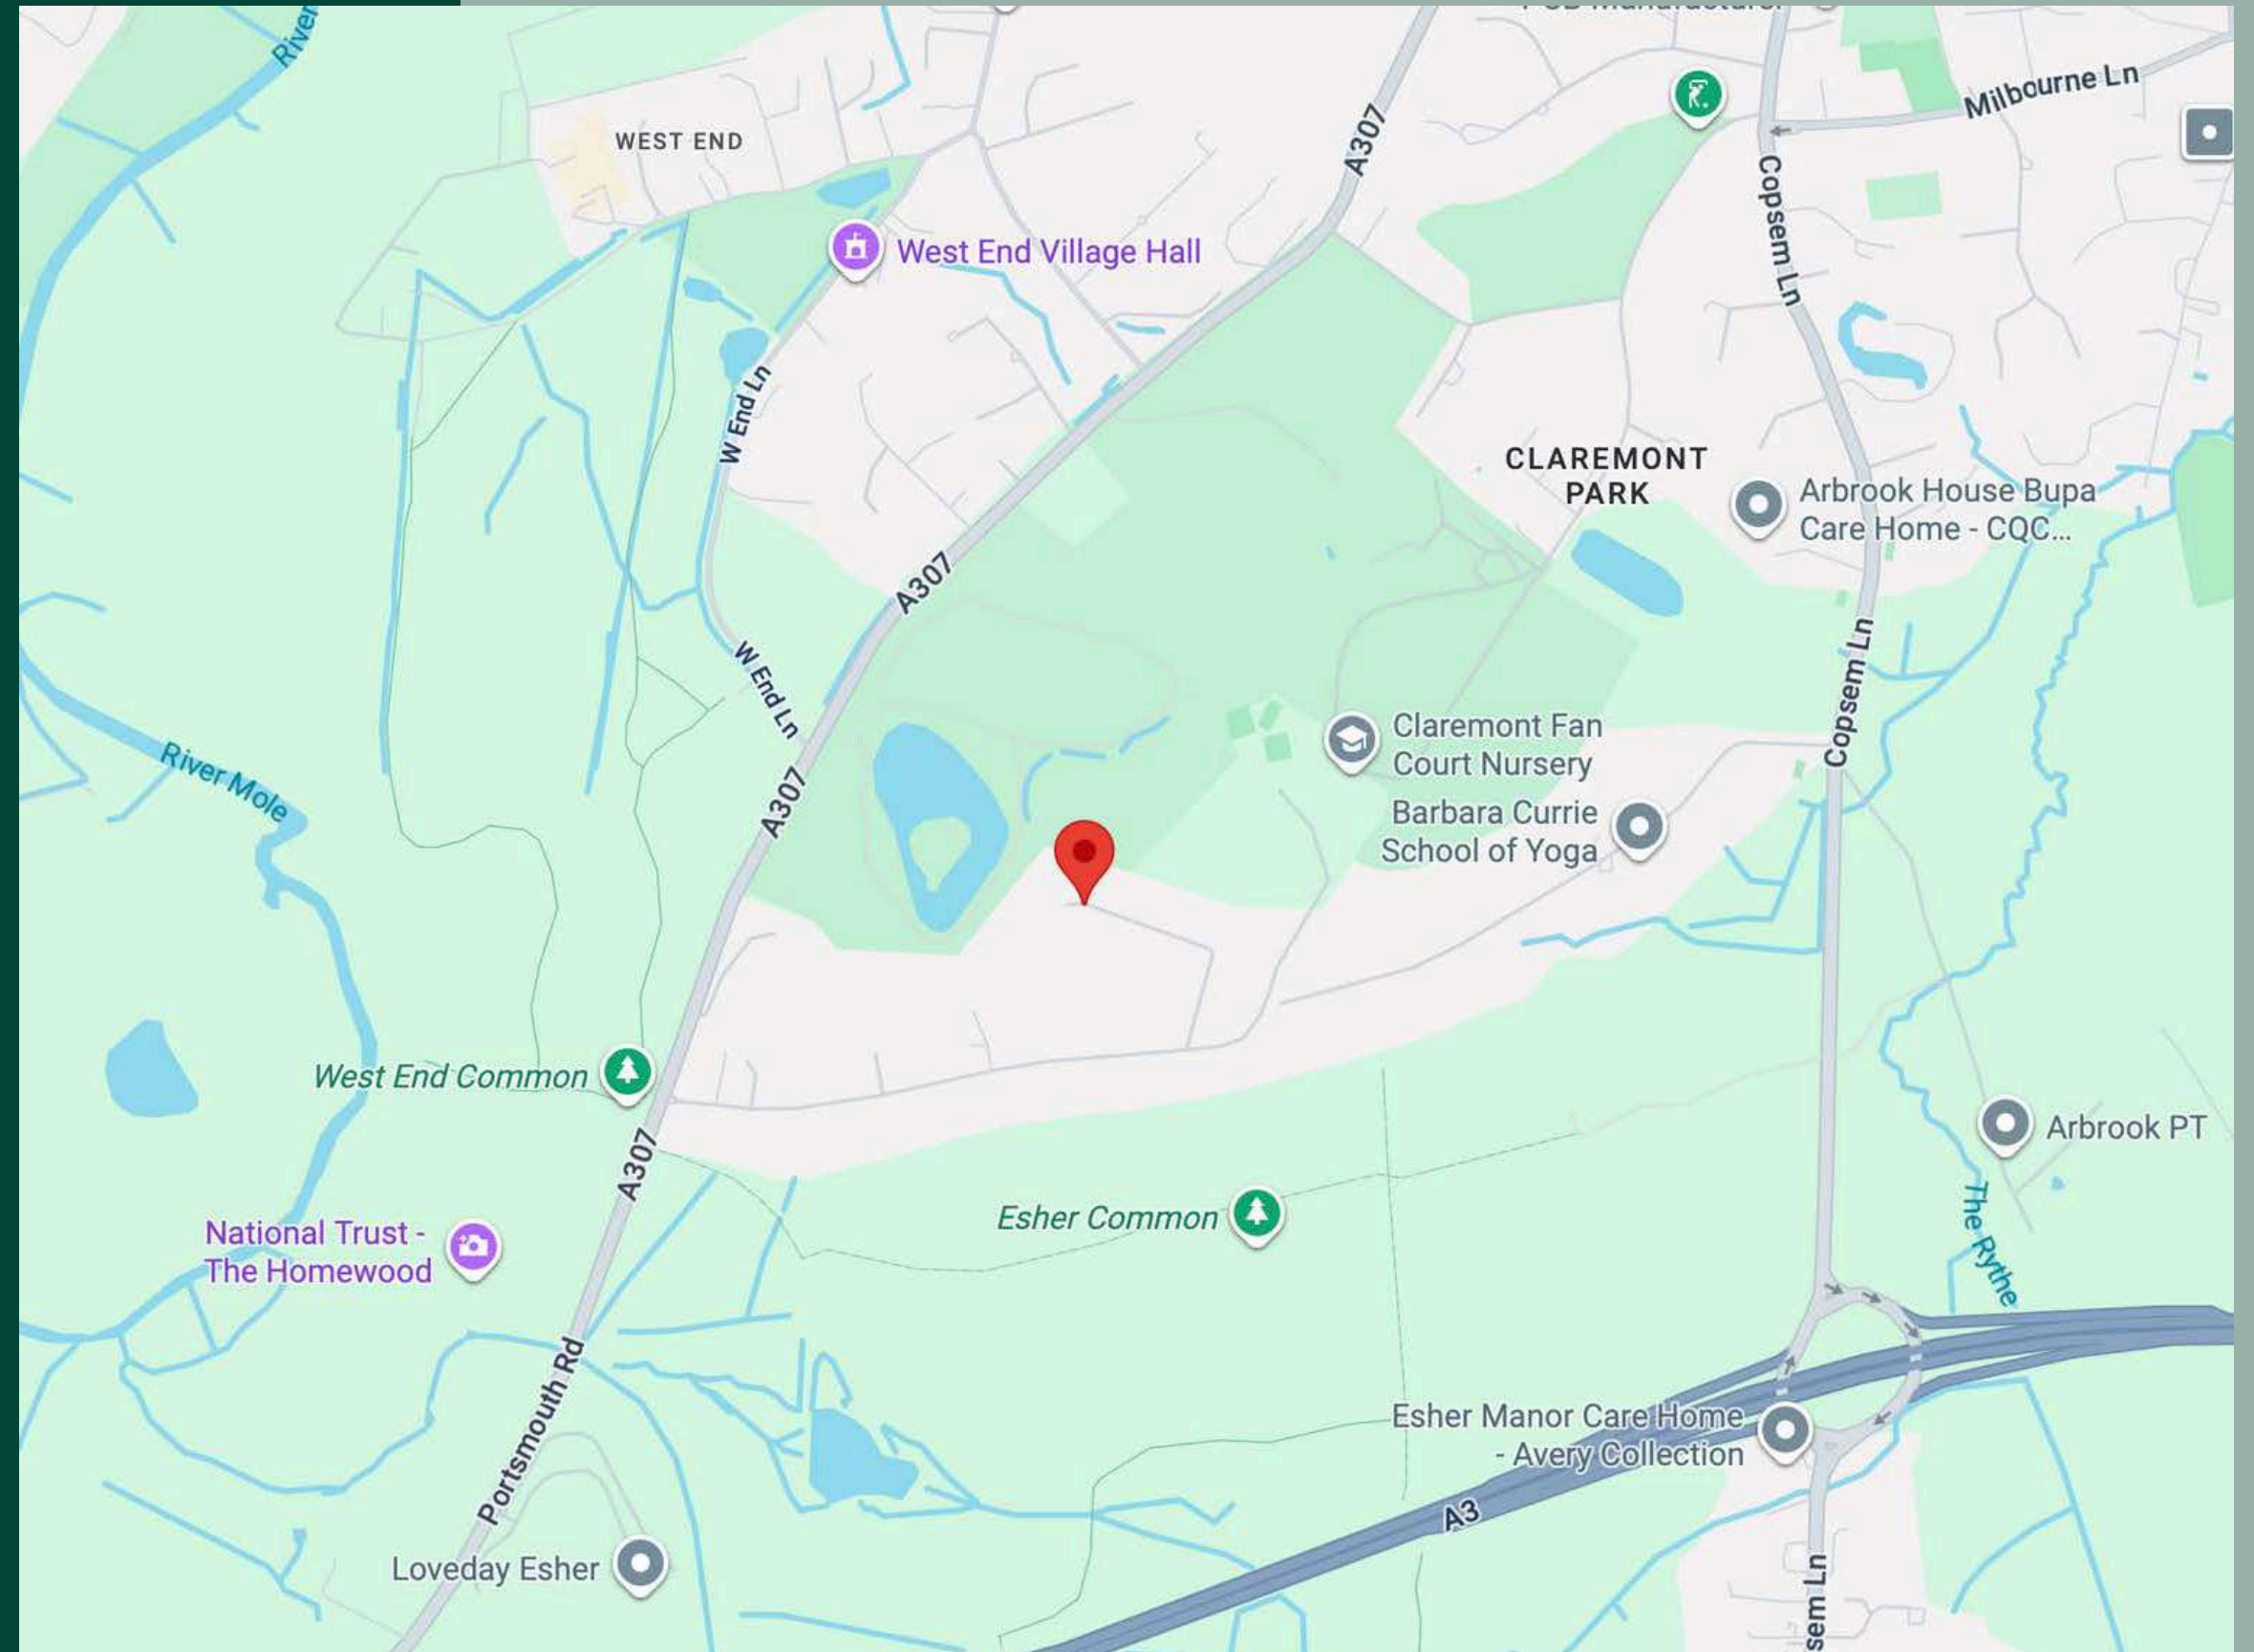 River
Milbourne Ln
A307
WEST END
Copsem Ln
West End Village Hall
W End Ln
CLAREMONT
PARK
Arbrook House Bupa
Care Home - CQC...
A307
W End Ln
Copsem Ln
Claremont Fan
Court Nursery
River Mole
A307
Barbara Currie
School of Yoga
West End Common
Arbrook PT
A307
Esher Common
The Rythe
National Trust -
The Homewood
Portsmouth Rd
Esher Manor Care Home
- Avery Collection
A3
Loveday Esher
sem Ln